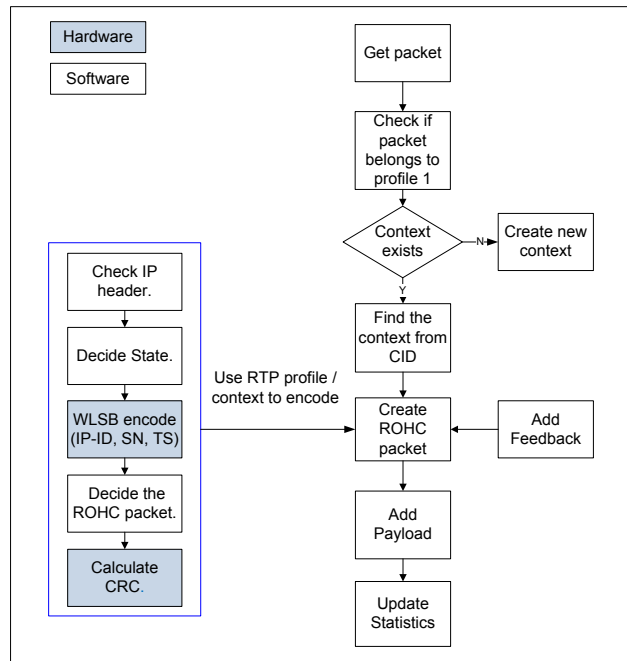 Hardware
Software
Get packet
Check if
packet
belongs to
profile 1
Context
exists
N
Create new
context
Y
Find the
context from
CID
Check IP
header.
Decide State.
WLSB encode
(IP-ID, SN, TS)
Decide the
ROHC packet.
Calculate
CRC.
Use RTP profile /
context to encode
Create
ROHC
packet
Add
Feedback
Add
Payload
Update
Statistics